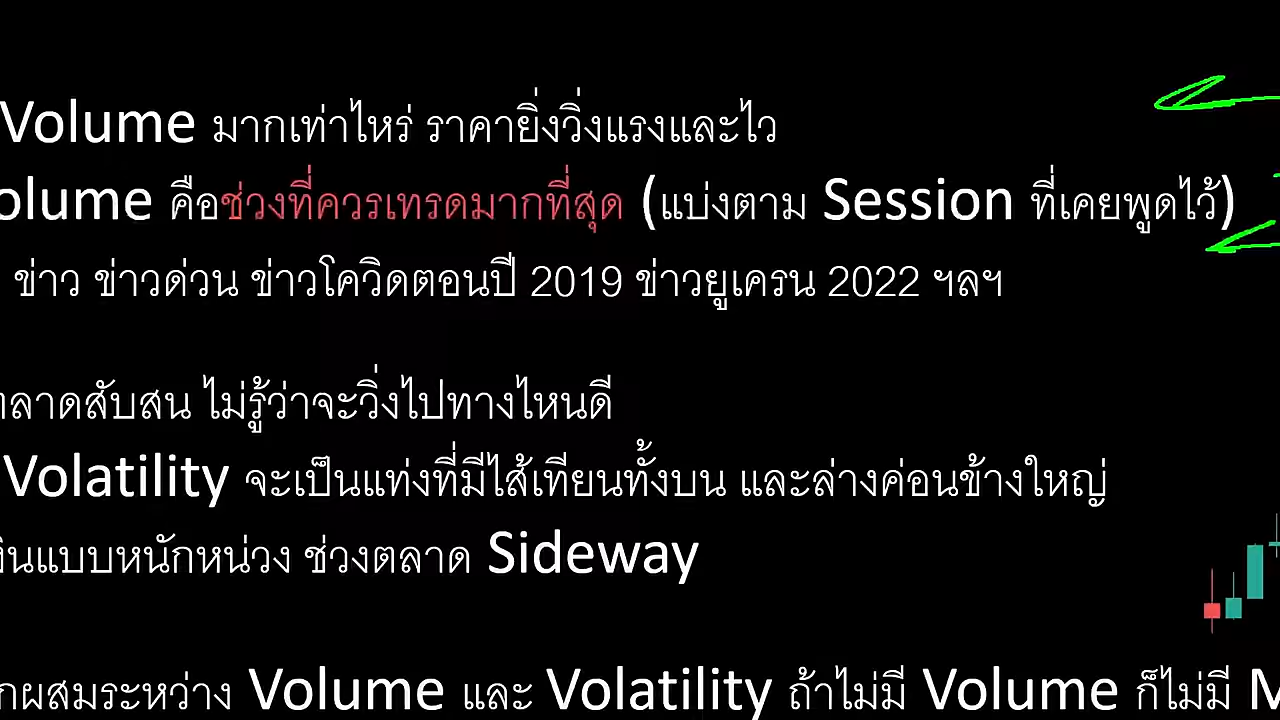 Volume มากเท่าไหร่ ราคายิ่งวิ่งแรงและไว
olume คือช่วงที่ควรเทรดมากที่สุด (แบ่งตาม Session ที่เคยพูดไว้)
ข่าว ข่าวด่วน ข่าวโควิดตอนปี 2019 ข่าวยูเครน 2022 ฯลฯ
ตลาดสับสน ไม่รู้ว่าจะวิ่งไปทางไหนดี
Volatility จะเป็นแท่งที่มีไส้เทียนทั้งบน และล่างค่อนข้างใหญ่
งินแบบหนักหน่วง ช่วงตลาด Sideway
กผสมระหว่าง Volume และ Volatility ถ้าไม่มี Volume ก็ไม่มี M